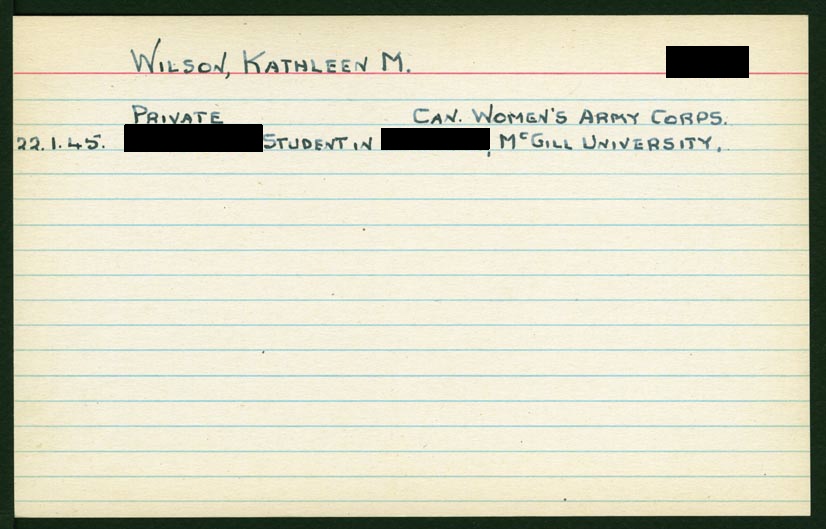 WILSON, KATHLEEN M.
PRIVATE CAN. WOMEN'S ARMY CORPS.
22.1.45. STUDENT IN , McGILL UNIVERSITY.